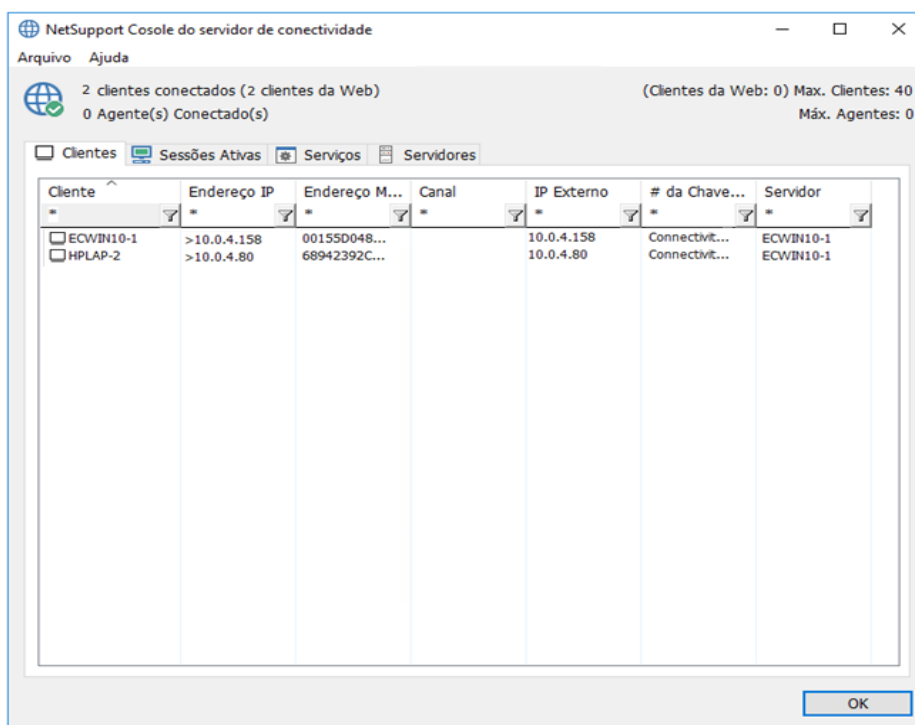 NetSupport Cosole do servidor de conectividade
Arquivo Ajuda
2 clientes conectados (2 clientes da Web) (Clientes da Web: 0) Max. Clientes: 40
0 Agente(s) Conectado(s) Máx. Agentes: 0
Clientes Sessões Ativas Serviços Servidores
Cliente Endereço IP Endereço M... Canal IP Externo # da Chave... Servidor
* * * * * * *
ECWIN10-1 >10.0.4.158 00155D048... 10.0.4.158 Connectivit... ECWIN10-1
HPLAP-2 >10.0.4.80 68942392C... 10.0.4.80 Connectivit... ECWIN10-1
OK